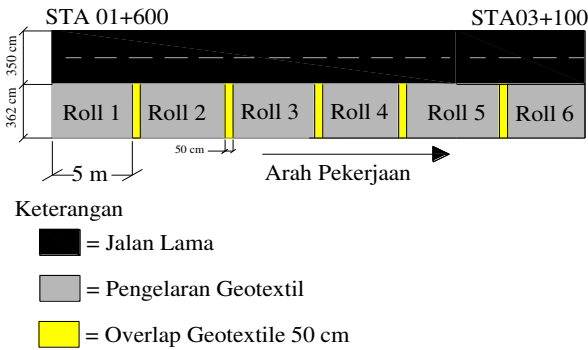 STA 01+600
STA03+100
350 cm
362 cm
Roll 1
Roll 2
Roll 3
Roll 4
Roll 5
Roll 6
50 cm
5 m
Arah Pekerjaan
Keterangan
= Jalan Lama
= Pengelaran Geotextil
= Overlap Geotextile 50 cm